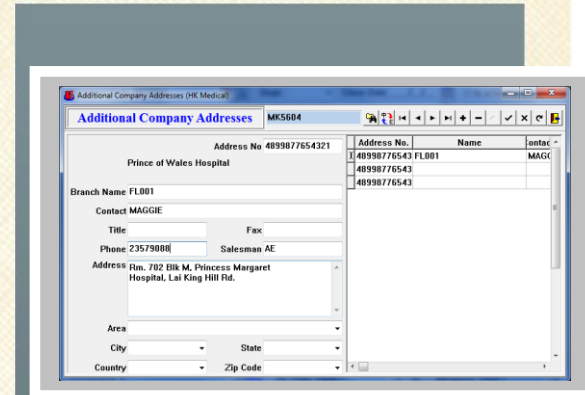 Additional Company Addresses (HK Medical)
Additional Company Addresses MK5604
Address No 4899877654321
Prince of Wales Hospital
Branch Name FL001
Contact MAGGIE
Title Fax
Phone 23579088 Salesman AE
Address Rm. 702 Blk M, Princess Margaret
Hospital, Lai King Hill Rd.
Area
City State
Country Zip Code
Address No. Name Contac
48998776543 FL001 MAGG
48998776543
48998776543